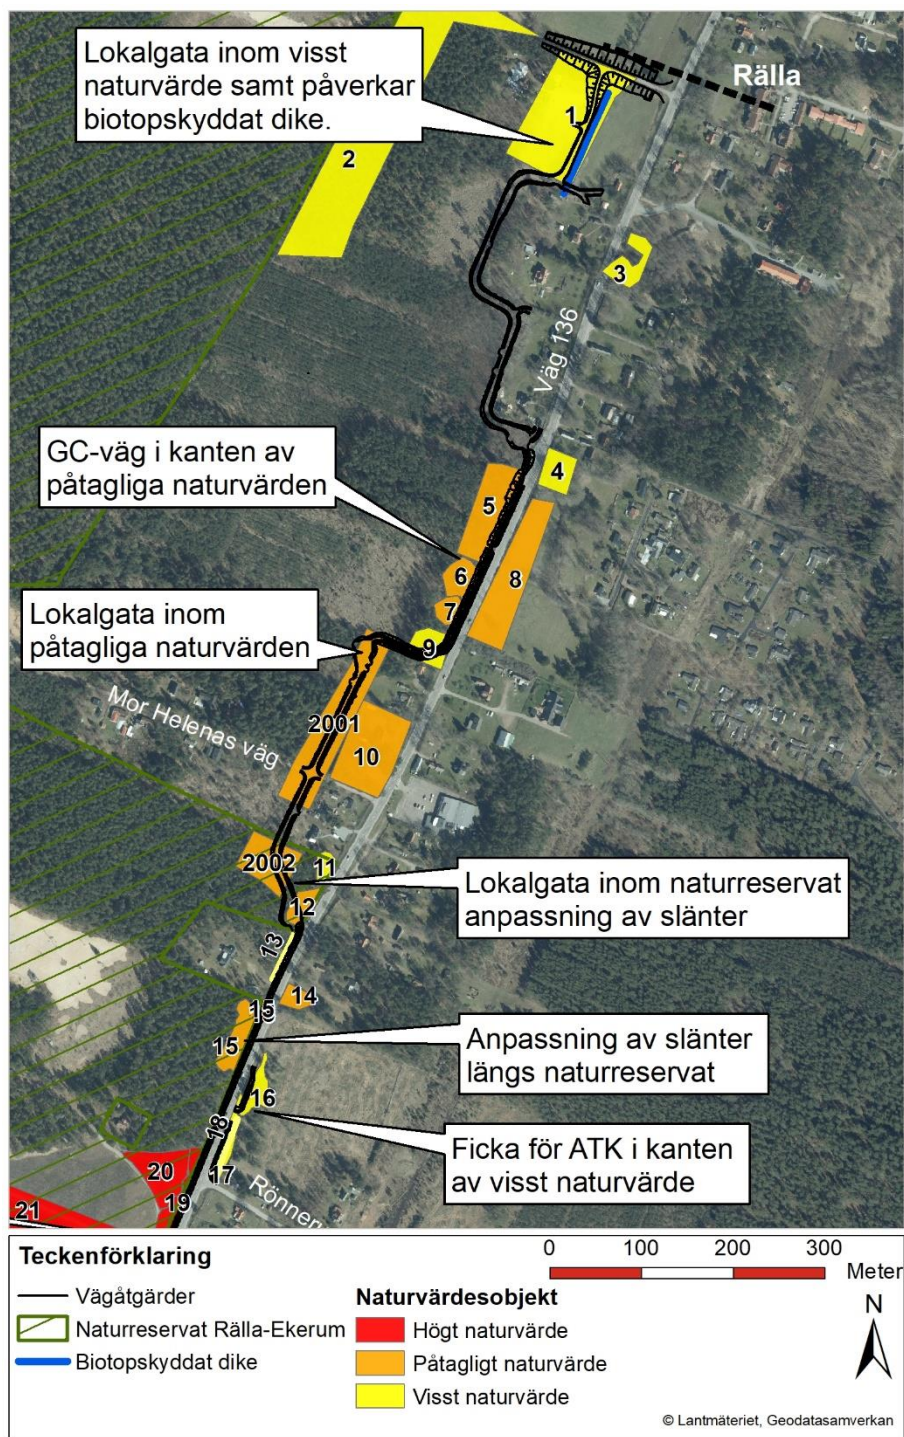 Lokalgata inom visst
naturvärde samt påverkar
biotopskyddat dike.
Rälla
1
2
3
Väg 136
GC-väg i kanten av
påtagliga naturvärden
4
5
6
8
7
Lokalgata inom
påtagliga naturvärden
9
Mor Helenas väg
2001
10
2002
11
Lokalgata inom naturreservat
anpassning av slänter
12
13
14
15
15
Anpassning av slänter
längs naturreservat
16
18
Ficka för ATK i kanten
av visst naturvärde
20
17
19
21
Teckenförklaring
0 100 200 300
Meter
Vägåtgärder
Naturreservat Rälla-Ekerum
Biotopskyddat dike
Naturvärdesobjekt
Högt naturvärde
Påtagligt naturvärde
Visst naturvärde
N
© Lantmäteriet, Geodatasamverkan